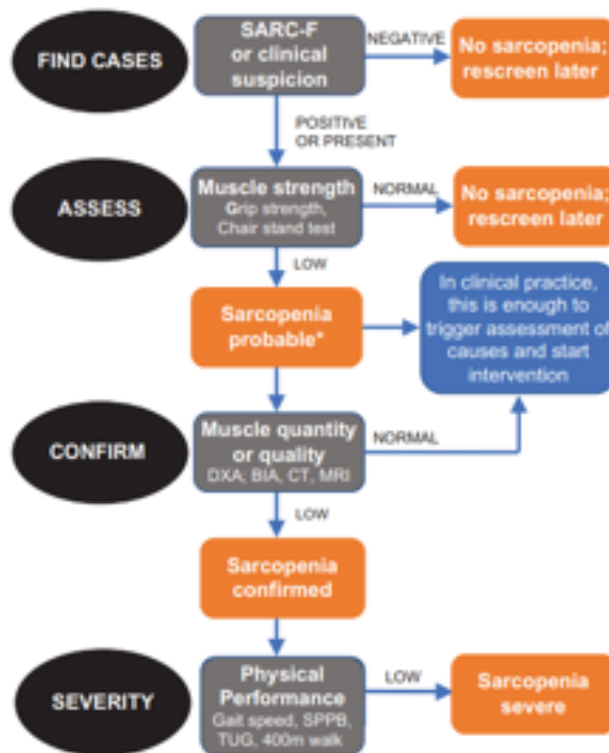 FIND CASES
SARC-F
or clinical
suspicion
NEGATIVE
No sarcopenia;
rescreen later
POSITIVE
OR PRESENT
ASSESS
Muscle strength
Grip strength,
Chair stand test
NORMAL
No sarcopenia;
rescreen later
LOW
Sarcopenia
probable*
In clinical practice,
this is enough to
trigger assessment of
causes and start
intervention
CONFIRM
Muscle quantity
or quality
DXA; BIA, CT, MRI
NORMAL
LOW
Sarcopenia
confirmed
SEVERITY
Physical
Performance
Gait speed, SPPB,
TUG, 400m walk
LOW
Sarcopenia
severe